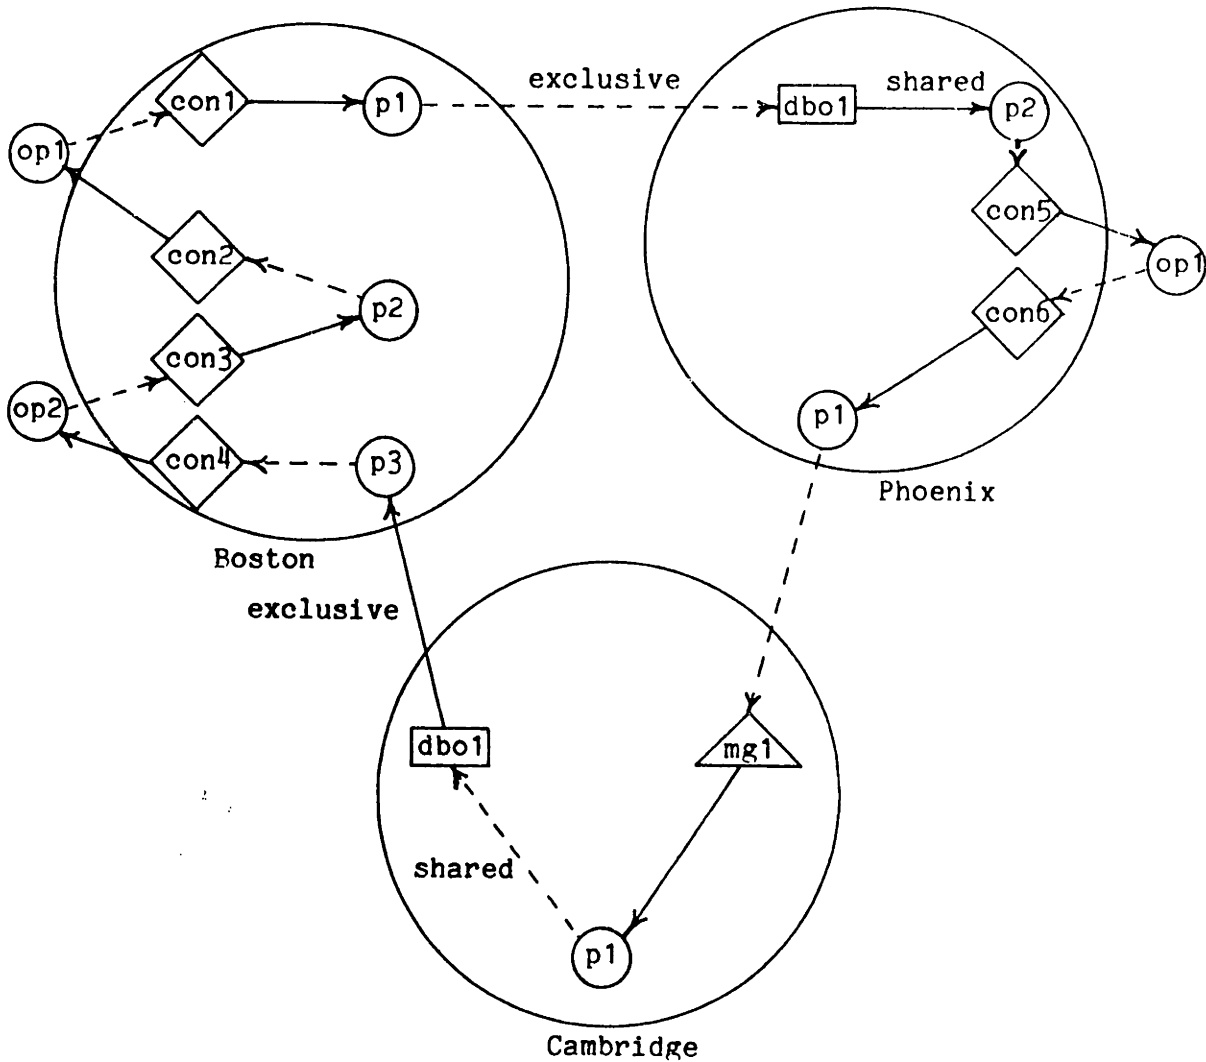 exclusive
shared
con1
p1
dbo1
p2
op1
con5
con2
op1
p2
con6
con3
op2
p1
con4
p3
Phoenix
Boston
exclusive
dbo1
mg1
shared
p1
Cambridge